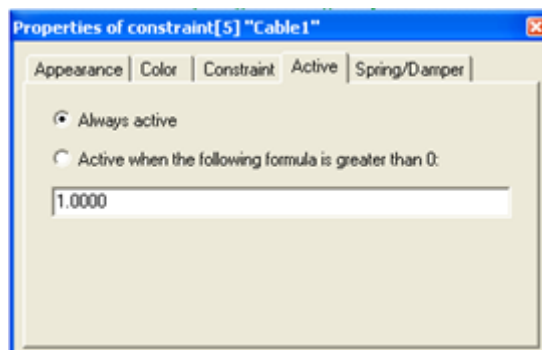 Properties of constraint[5] "Cable1"
Appearance Color Constraint Active Spring/Damper
Always active
Active when the following formula is greater than 0:
1.0000